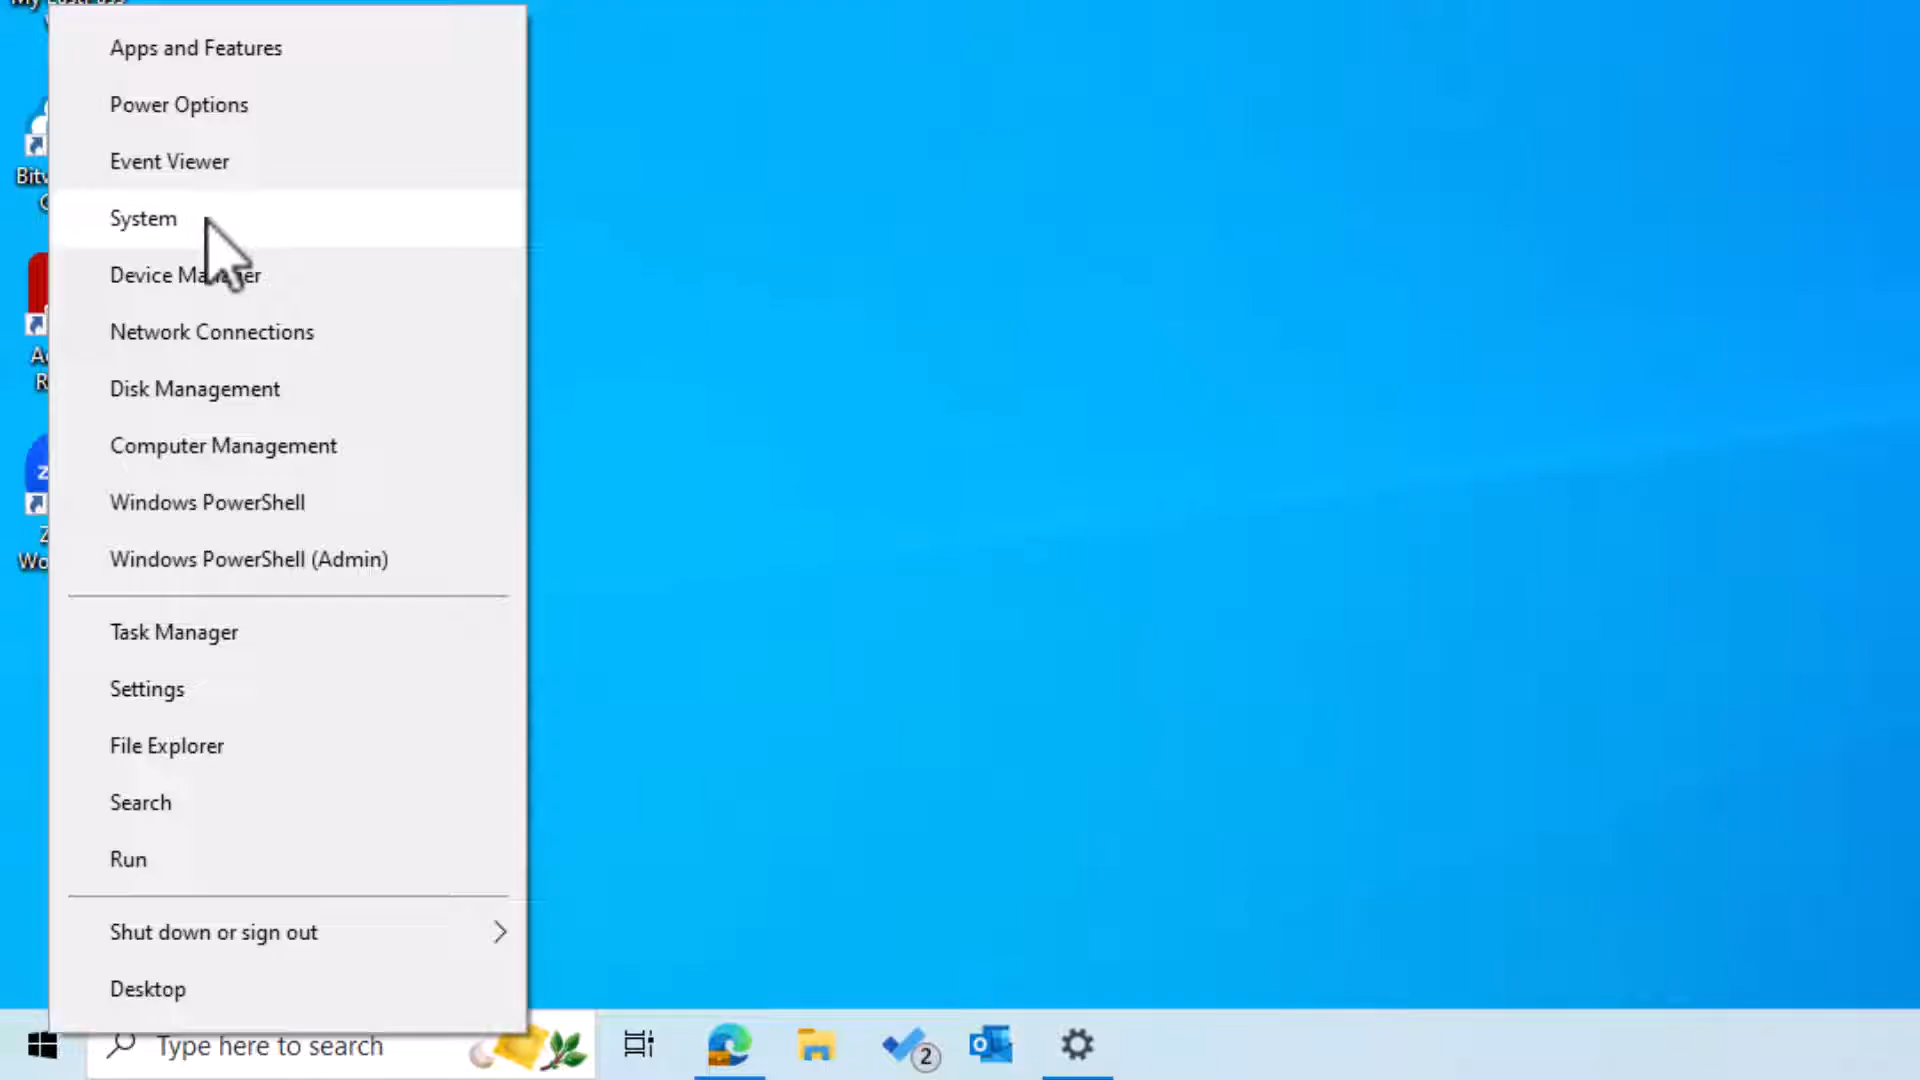 Apps and Features
Power Options
Event Viewer
System
Device Manager
Network Connections
Disk Management
Computer Management
Windows PowerShell
Windows PowerShell (Admin)
Task Manager
Settings
File Explorer
Search
Run
Shut down or sign out
Desktop
Type here to search
2